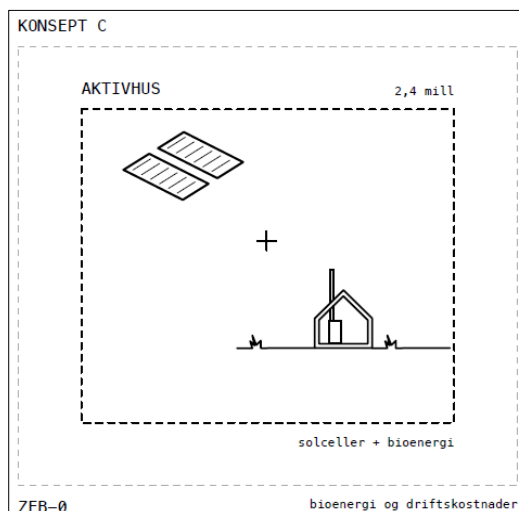 KONSEPT C
AKTIVHUS 2,4 mill
solceller + bioenergi
ZEB-0 bioenergi og driftskostnader